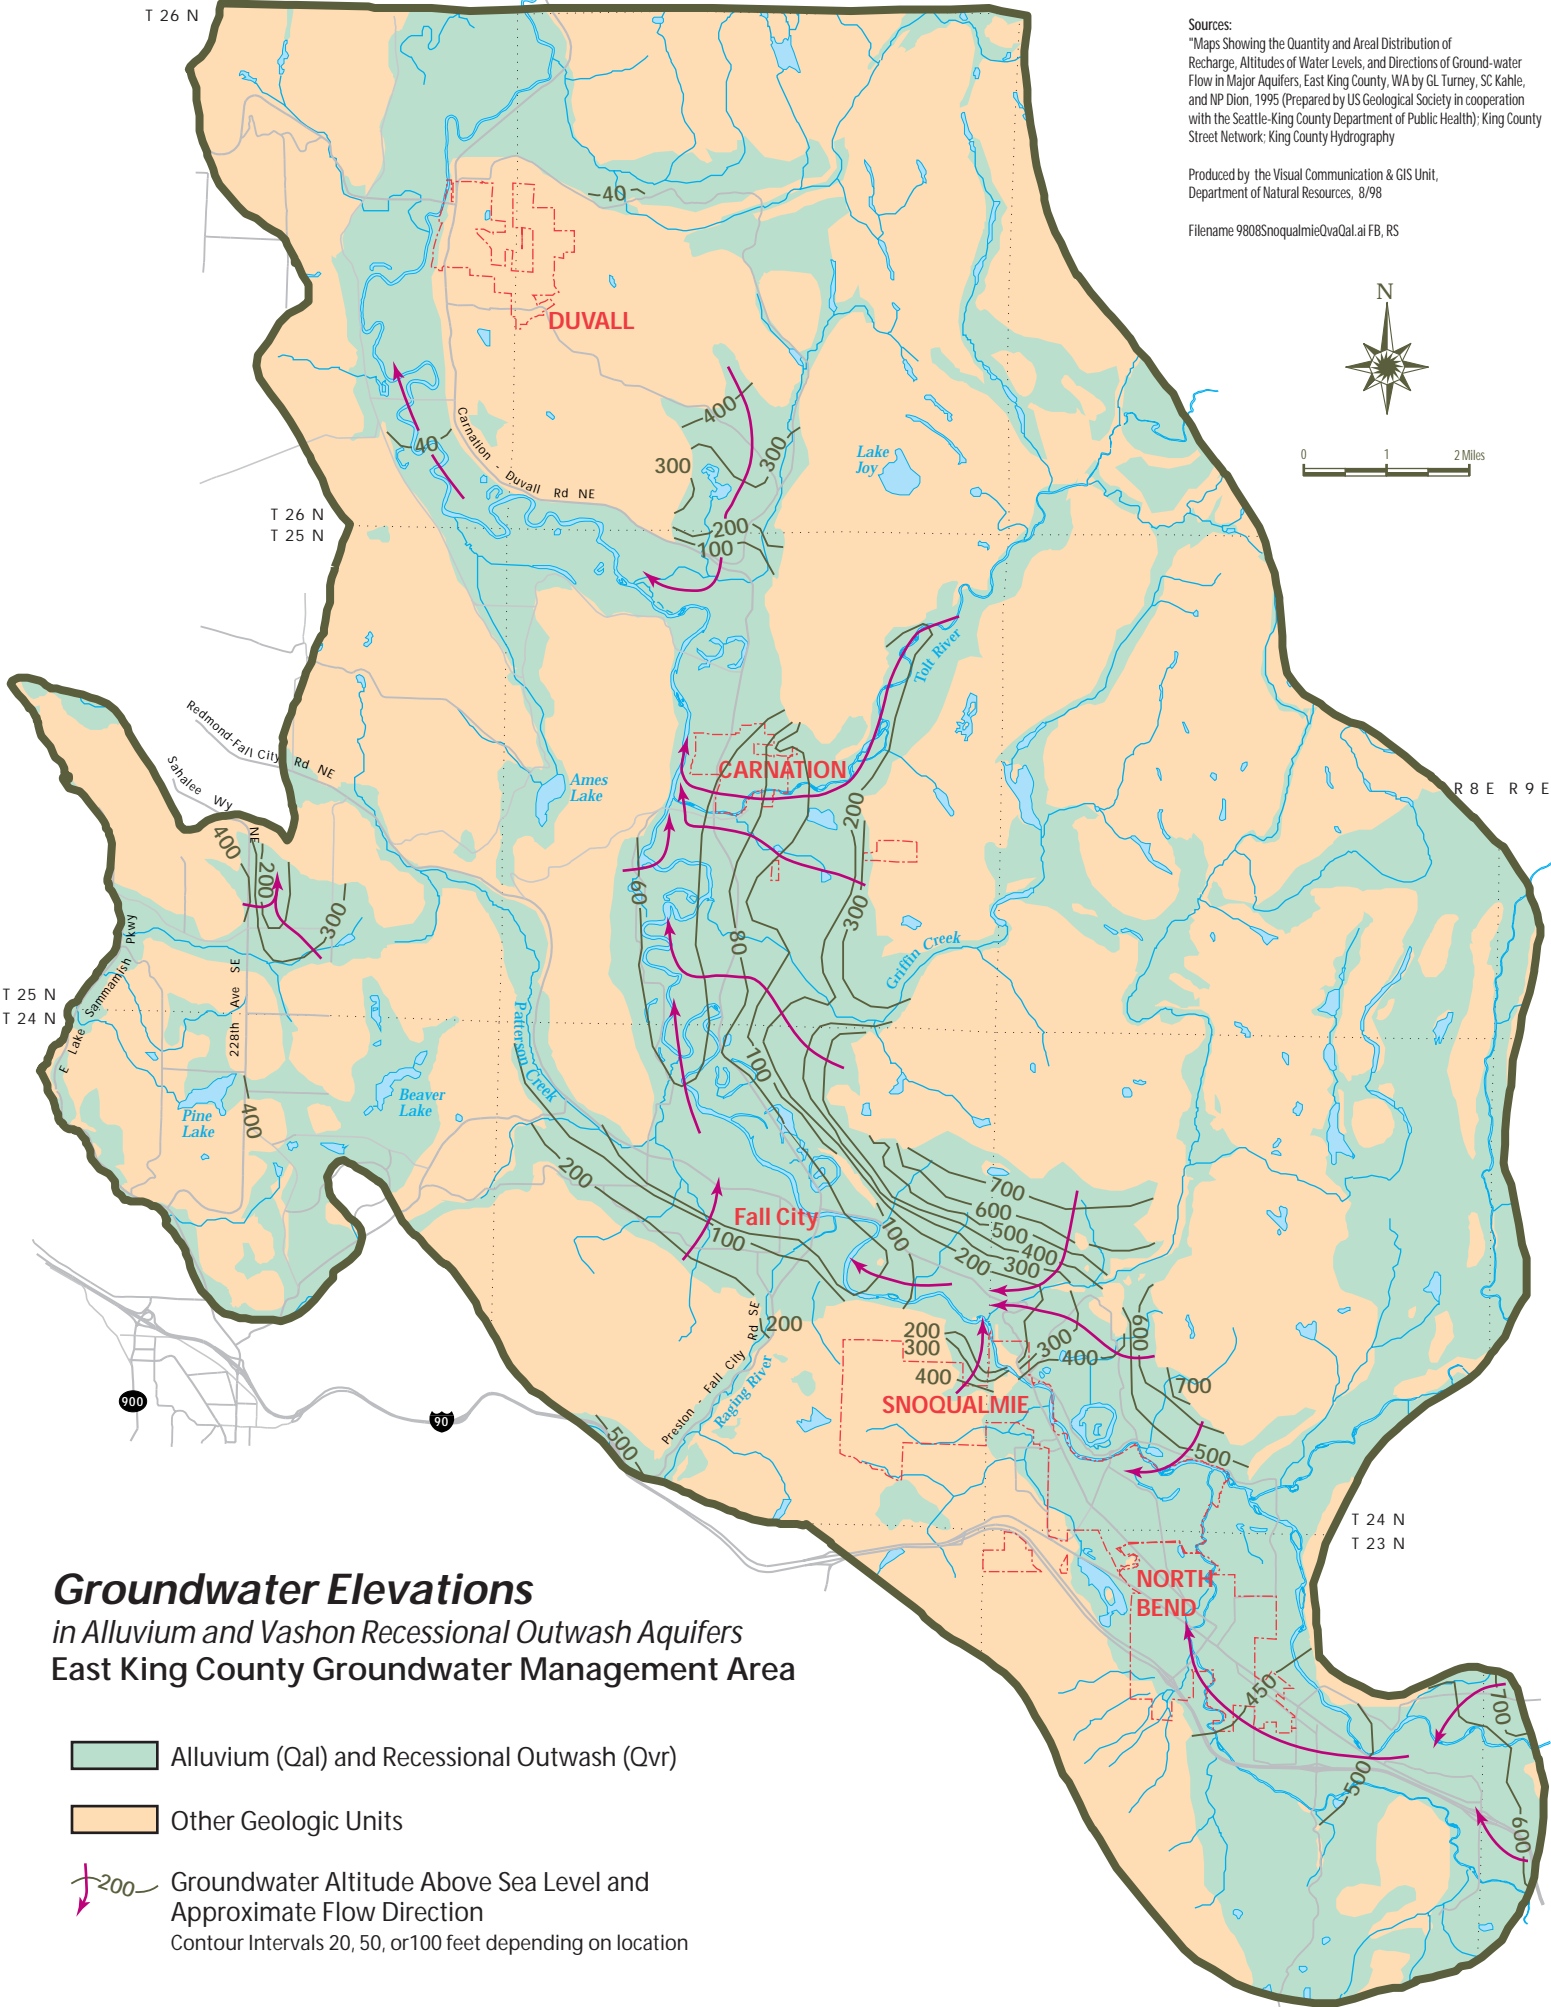 T 26 N
Sources:
"Maps Showing the Quantity and Areal Distribution of
Recharge, Altitudes of Water Levels, and Directions of Ground-water
Flow in Major Aquifers, East King County, WA by GL Turney, SC Kahle,
and NP Dion, 1995 (Prepared by US Geological Society in cooperation
with the Seattle-King County Department of Public Health); King County
Street Network; King County Hydrography
Produced by the Visual Communication & GIS Unit,
Department of Natural Resources, 8/98
Filename 9808SnoqualmieQvaQal.ai FB, RS
N
0 1 2 Miles
40
DUVALL
400
300
300
40
Carnation - Duvall Rd NE
Lake
Joy
T 26 N
T 25 N
200
100
Tolt River
Redmond-Fall City Rd NE
Sahalee Wy
NE
Ames
Lake
CARNATION
R 8 E R 9 E
200
400
200
300
60
80
300
Griffin Creek
E Lake Sammamish Pkwy
228th Ave SE
T 25 N
T 24 N
Patterson Creek
100
Pine
Lake
Beaver
Lake
400
200
100
Fall City
100
700
600
500
400
300
200
200
Preston - Fall City Rd SE
Raging River
200
300
400
300
400
600
700
SNOQUALMIE
500
500
900
90
T 24 N
T 23 N
NORTH
BEND
450
500
700
600
Groundwater Elevations
in Alluvium and Vashon Recessional Outwash Aquifers
East King County Groundwater Management Area
Alluvium (Qal) and Recessional Outwash (Qvr)
Other Geologic Units
200
Groundwater Altitude Above Sea Level and
Approximate Flow Direction
Contour Intervals 20, 50, or100 feet depending on location